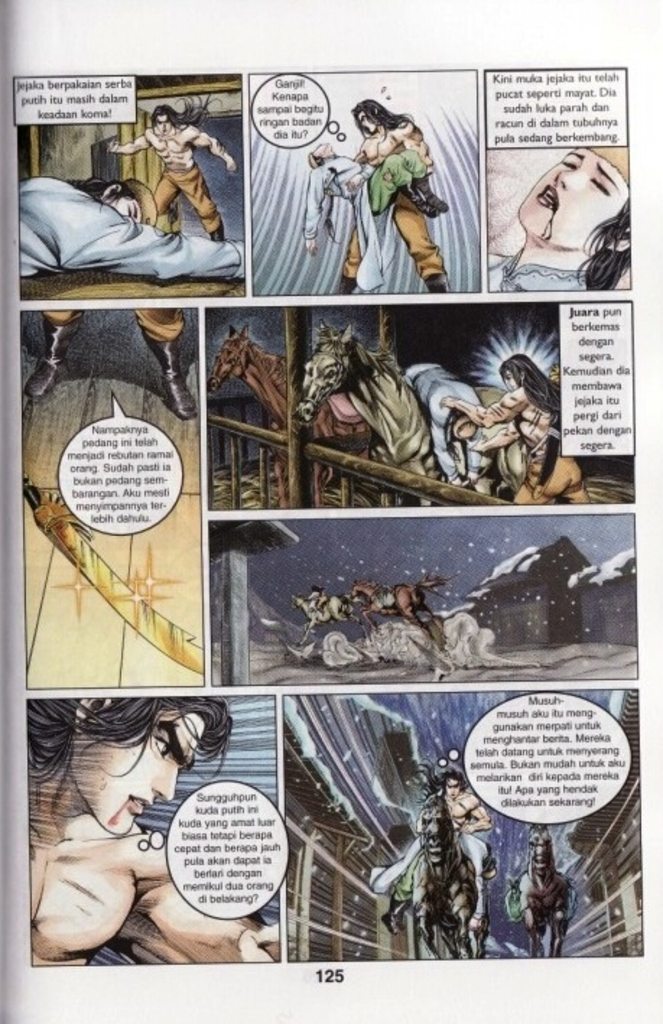 Jejaka berpakaian serba
putih itu masih dalam
keadaan koma!
Ganjil!
Kenapa
sampai begitu
ringan badan
dia itu?
Kini muka jejaka itu telah
pucat seperti mayat. Dia
sudah luka parah dan
racun di dalam tubuhnya
pula sedang berkembang.
Nampaknya
pedang ini telah
menjadi rebutan ramai
orang. Sudah pasti ia
bukan pedang sem-
barangan. Aku mesti
menyimpannya ter-
lebih dahulu.
Juara pun
berkemas
segera.
Kemudian dia
membawa
jejaka itu
pergi dari
pekan dengan
segera.
Sungguhpun
kuda putih ini
kuda yang amat luar
biasa tetapi berapa
cepat dan berapa jauh
pula akan dapat ia
berlari dengan
memikul dua orang
di belakang?
Musuh-
musuh aku itu meng-
gunakan merpati untuk
menghantar berita. Mereka
telah datang untuk menyerang
semula. Bukan mudah untuk aku
melarikan diri kepada mereka
itu! Apa yang hendak
dilakukan sekarang!
125